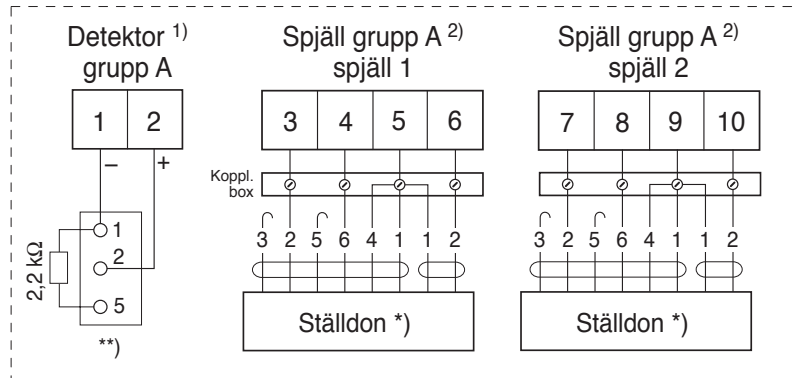 Detektor 1)
grupp A
1 2
– +
1
2
5
2,2 kΩ
**)
Spjäll grupp A 2)
spjäll 1
3 4 5 6
Koppl.
box
3 2 5 6 4 1 1 2
Ställdon *)
Spjäll grupp A 2)
spjäll 2
7 8 9 10
3 2 5 6 4 1 1 2
Ställdon *)